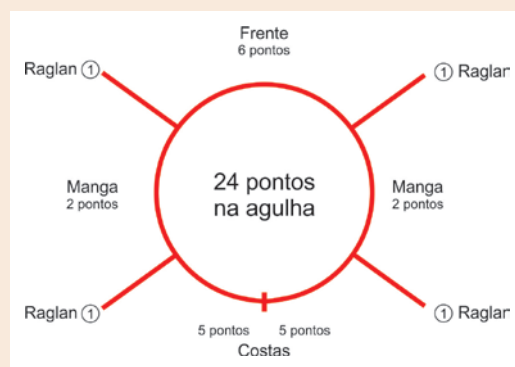 Frente
6 pontos
Raglan 1
1 Raglan
Manga
2 pontos
24 pontos
na agulha
Manga
2 pontos
Raglan 1
1 Raglan
5 pontos 5 pontos
Costas